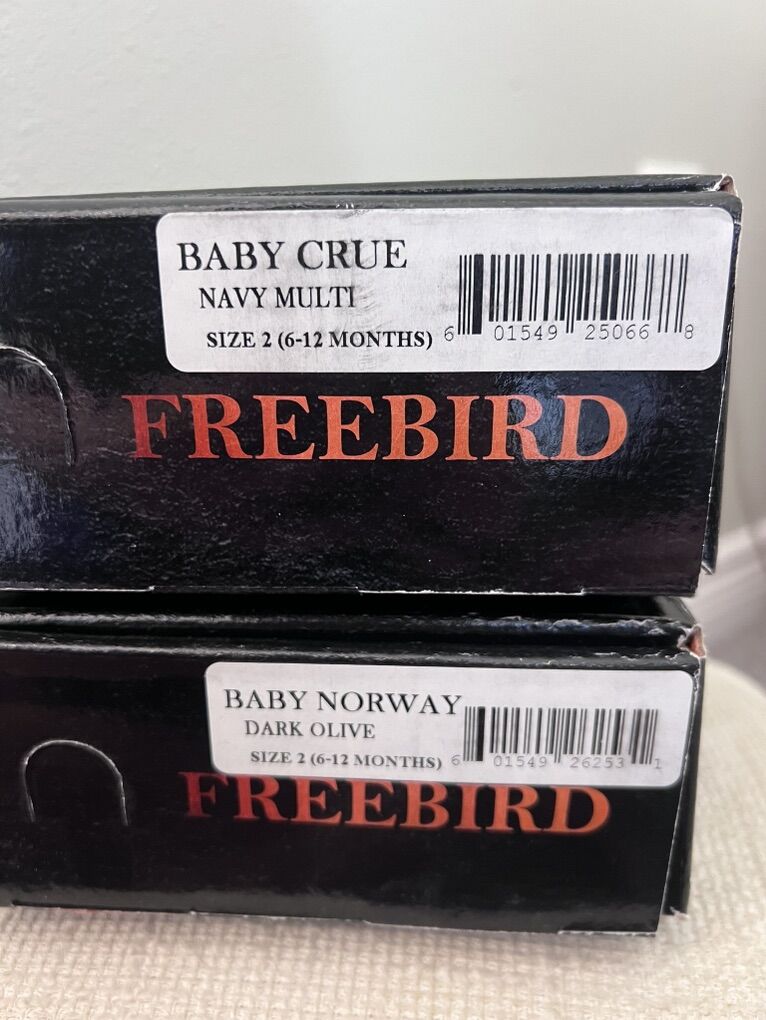 BABY CRUE
NAVY MULTI
SIZE 2 (6-12 MONTHS)
6 01549 25066 8
FREEBIRD
BABY NORWAY
DARK OLIVE
SIZE 2 (6-12 MONTHS)
6 01549 26253 1
FREEBIRD